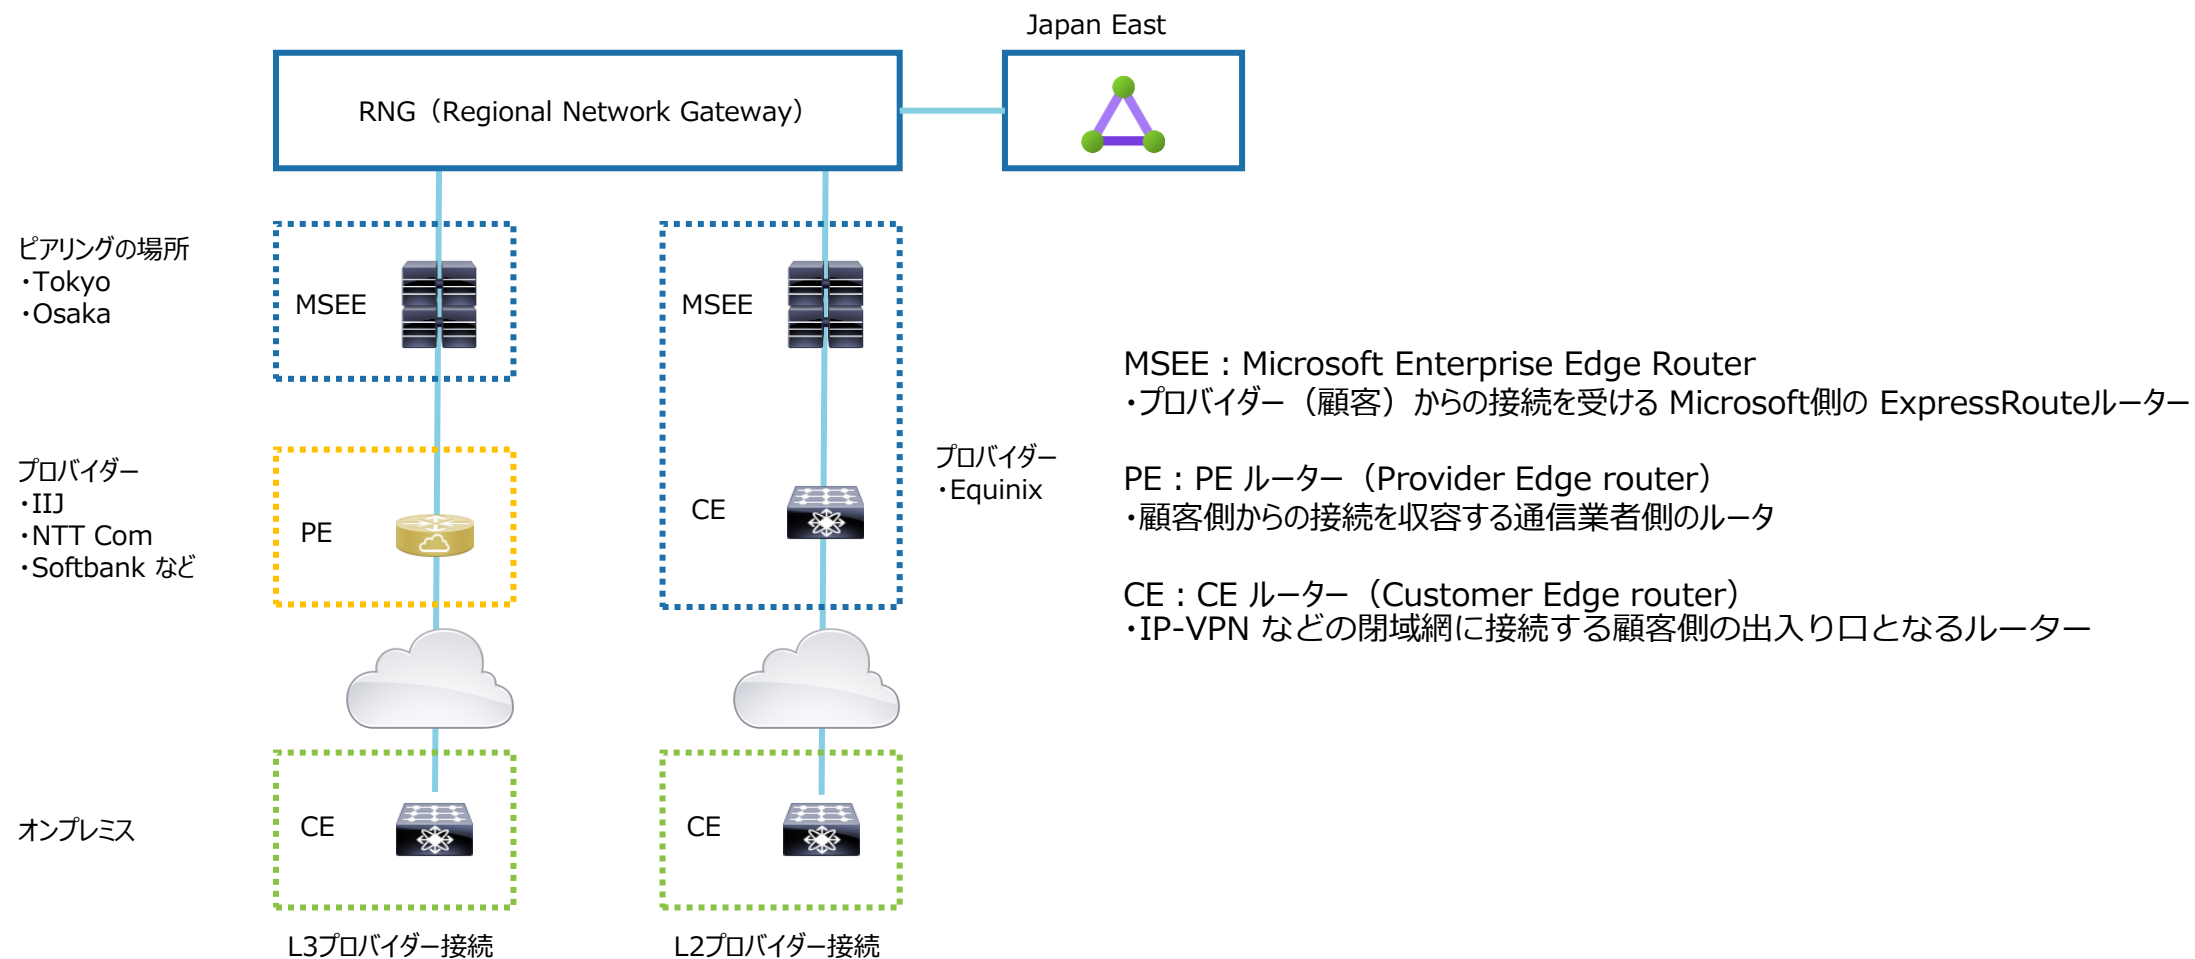 Japan East
RNG（Regional Network Gateway）
ピアリングの場所
・Tokyo
・Osaka
MSEE
MSEE
プロバイダー
・IIJ
・NTT Com
・Softbank など
PE
CE
プロバイダー
・Equinix
オンプレミス
CE
CE
L3プロバイダー接続
L2プロバイダー接続
MSEE：Microsoft Enterprise Edge Router
・プロバイダー（顧客）からの接続を受ける Microsoft側の ExpressRouteルーター
PE：PE ルーター（Provider Edge router）
・顧客側からの接続を収容する通信業者側のルータ
CE：CE ルーター（Customer Edge router）
・IP-VPN などの閉域網に接続する顧客側の出入り口となるルーター